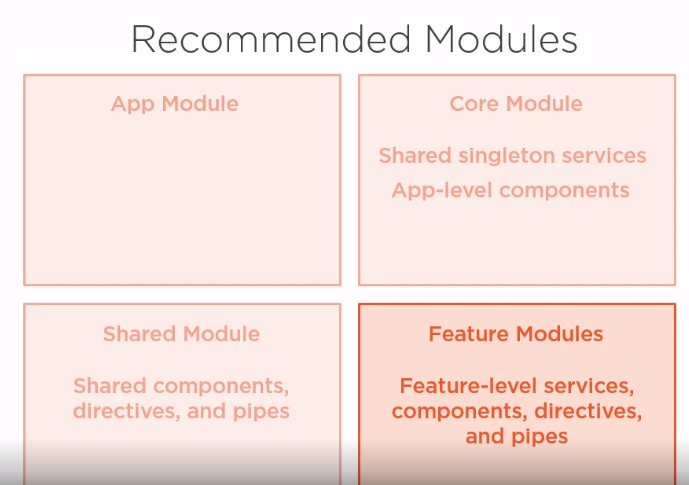 Recommended Modules
App Module
Core Module
Shared singleton services
App-level components
Shared Module
Shared components,
directives, and pipes
Feature Modules
Feature-level services,
components, directives,
and pipes